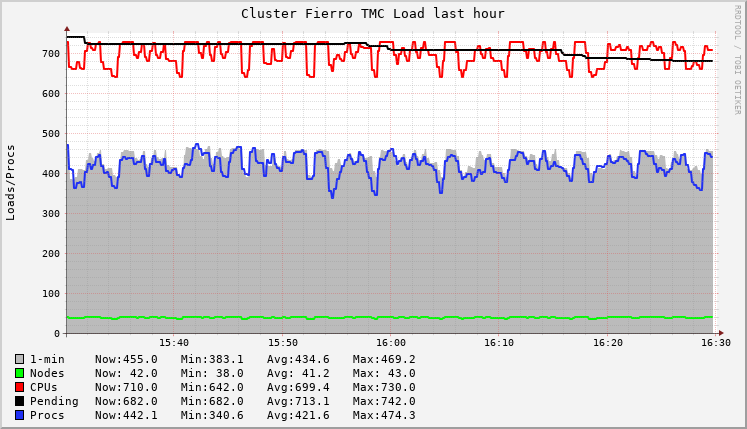 Cluster Fierro TMC Load last hour
RRDTOOL / TOBI OETIKER
Loads/Procs
700
600
500
400
300
200
100
0
15:40 15:50 16:00 16:10 16:20 16:30
1-min Now:455.0 Min:383.1 Avg:434.6 Max:469.2
Nodes Now: 42.0 Min: 38.0 Avg: 41.2 Max: 43.0
CPUs Now:710.0 Min:642.0 Avg:699.4 Max:730.0
Pending Now:682.0 Min:682.0 Avg:713.1 Max:742.0
Procs Now:442.1 Min:340.6 Avg:421.6 Max:474.3